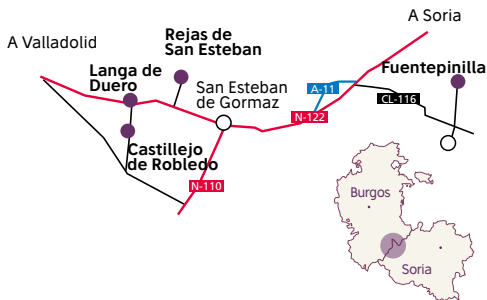 A Soria
A Valladolid
Rejas de
San Esteban
Langa de
Duero
San Esteban
de Gormaz
Fuentepinilla
A-11
CL-116
N-122
Castillejo
de Robledo
N-110
Burgos
Soria